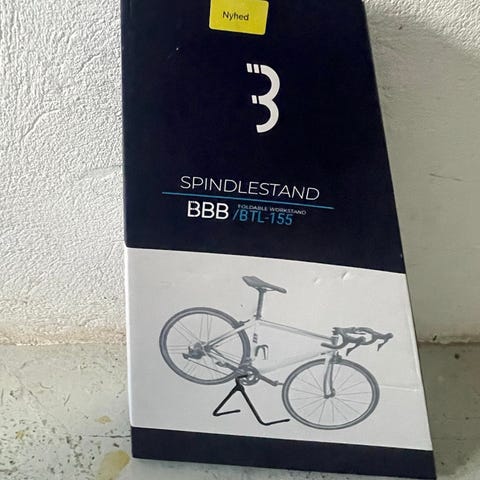 Nyhed
SPINDLESTAND
BBB FOLDABLE WORKSTAND
/BTL-155